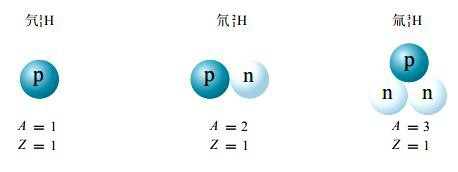 氕¹₁H 氘²₁H 氚³₁H
p
p n
p
n n
A = 1 A = 2 A = 3
Z = 1 Z = 1 Z = 1